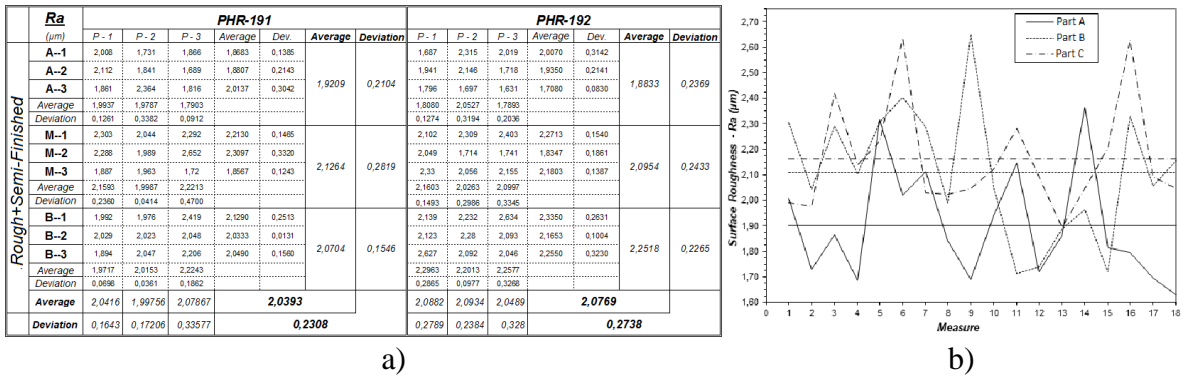 Ra PHR-191 PHR-192
(µm) P - 1 P - 2 P - 3 Average Dev. Average Deviation P - 1 P - 2 P - 3 Average Dev. Average Deviation
Rough+Semi-Finished
A--1 2,008 1,731 1,866 1,8683 0,1385 1,687 2,315 2,019 2,0070 0,3142
A--2 2,112 1,841 1,689 1,8807 0,2143 1,941 2,146 1,718 1,9350 0,2141
1,9209 0,2104 1,8833 0,2369
A--3 1,861 2,364 1,816 2,0137 0,3042 1,796 1,697 1,631 1,7080 0,0830
Average 1,9937 1,9787 1,7903 1,8080 2,0527 1,7893
Deviation 0,1261 0,3382 0,0912 0,1274 0,3194 0,2036
M--1 2,303 2,044 2,292 2,2130 0,1465 2,102 2,309 2,403 2,2713 0,1540
M--2 2,288 1,989 2,652 2,3097 0,3320 2,049 1,714 1,741 1,8347 0,1861
2,1264 0,2819 2,0954 0,2433
M--3 1,887 1,963 1,72 1,8567 0,1243 2,33 2,056 2,155 2,1803 0,1387
Average 2,1593 1,9987 2,2213 2,1603 2,0263 2,0997
Deviation 0,2360 0,0414 0,4700 0,1493 0,2986 0,3345
B--1 1,992 1,976 2,419 2,1290 0,2513 2,139 2,232 2,634 2,3350 0,2631
B--2 2,029 2,023 2,048 2,0333 0,0131 2,123 2,28 2,093 2,1653 0,1004
2,0704 0,1546 2,2518 0,2265
B--3 1,894 2,047 2,206 2,0490 0,1560 2,627 2,092 2,046 2,2550 0,3230
Average 1,9717 2,0153 2,2243 2,2963 2,2013 2,2577
Deviation 0,0698 0,0361 0,1862 0,2865 0,0977 0,3268
Average 2,0416 1,99756 2,07867 2,0393 2,0882 2,0934 2,0489 2,0769
Deviation 0,1643 0,17206 0,33577 0,2308 0,2789 0,2384 0,328 0,2738
a)
Surface Roughness - Ra (µm)
2,70
2,60
2,50
2,40
2,30
2,20
2,10
2,00
1,90
1,80
1,70
1,60
Part A
Part B
Part C
0 1 2 3 4 5 6 7 8 9 10 11 12 13 14 15 16 17 18
Measure
b)